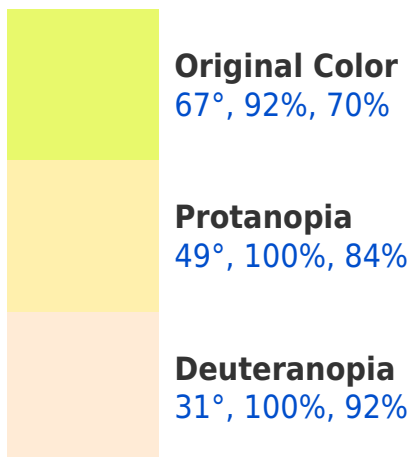 Original Color
67°, 92%, 70%
Protanopia
49°, 100%, 84%
Deuteranopia
31°, 100%, 92%